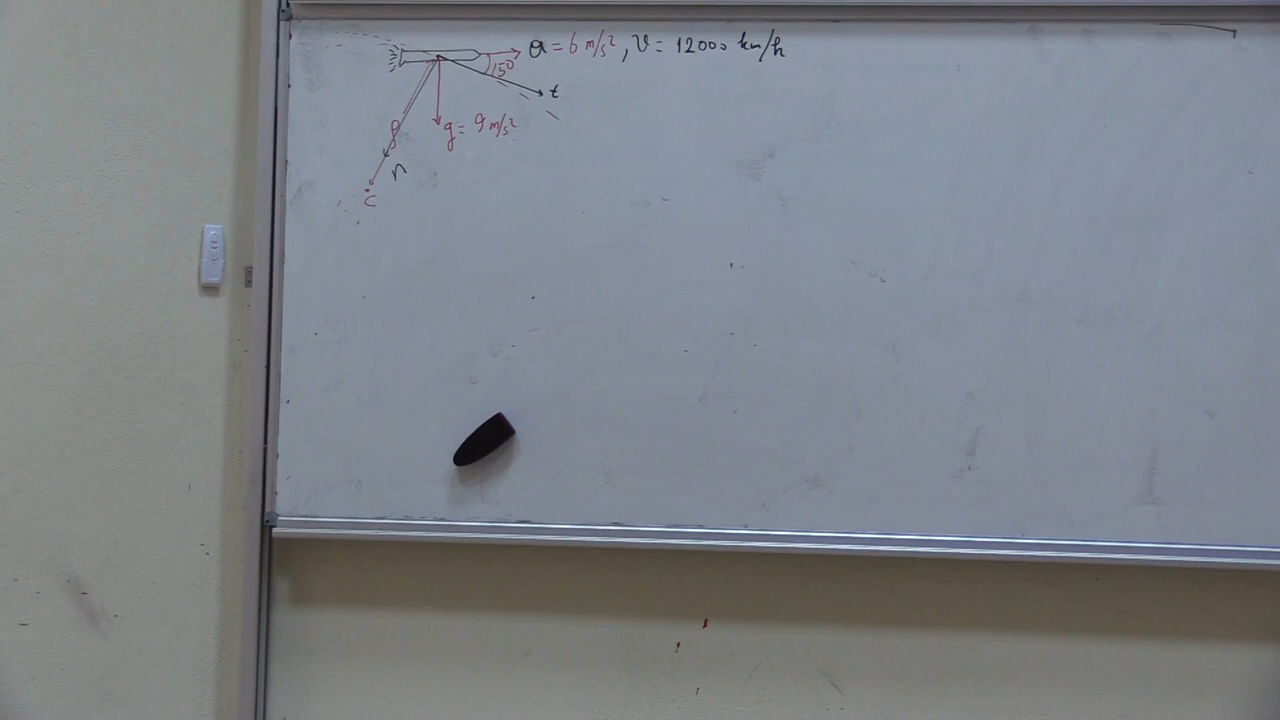 a = 6 m/s², v = 12000 km/h
15°
t
g = 9 m/s²
ρ
n
C